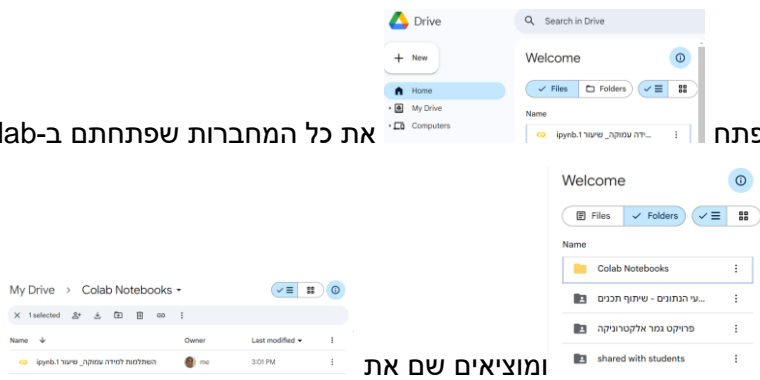 Drive
Search in Drive
New
Welcome
Home
Files
Folders
My Drive
Name
Computers
ידה עמוקה_ שיעור 1.ipynb...
את כל המחברות שפתחתם ב-
Welcome
Files
Folders
Name
Colab Notebooks
עי הנתונים - שיתוף תכנים...
פרויקט גמר אלקטרוניקה
shared with students
My Drive > Colab Notebooks
1 selected
Name
Owner
Last modified
השתלמות למידה עמוקה_ שיעור 1.ipynb
me
3:01 PM
ומוציאים שם את